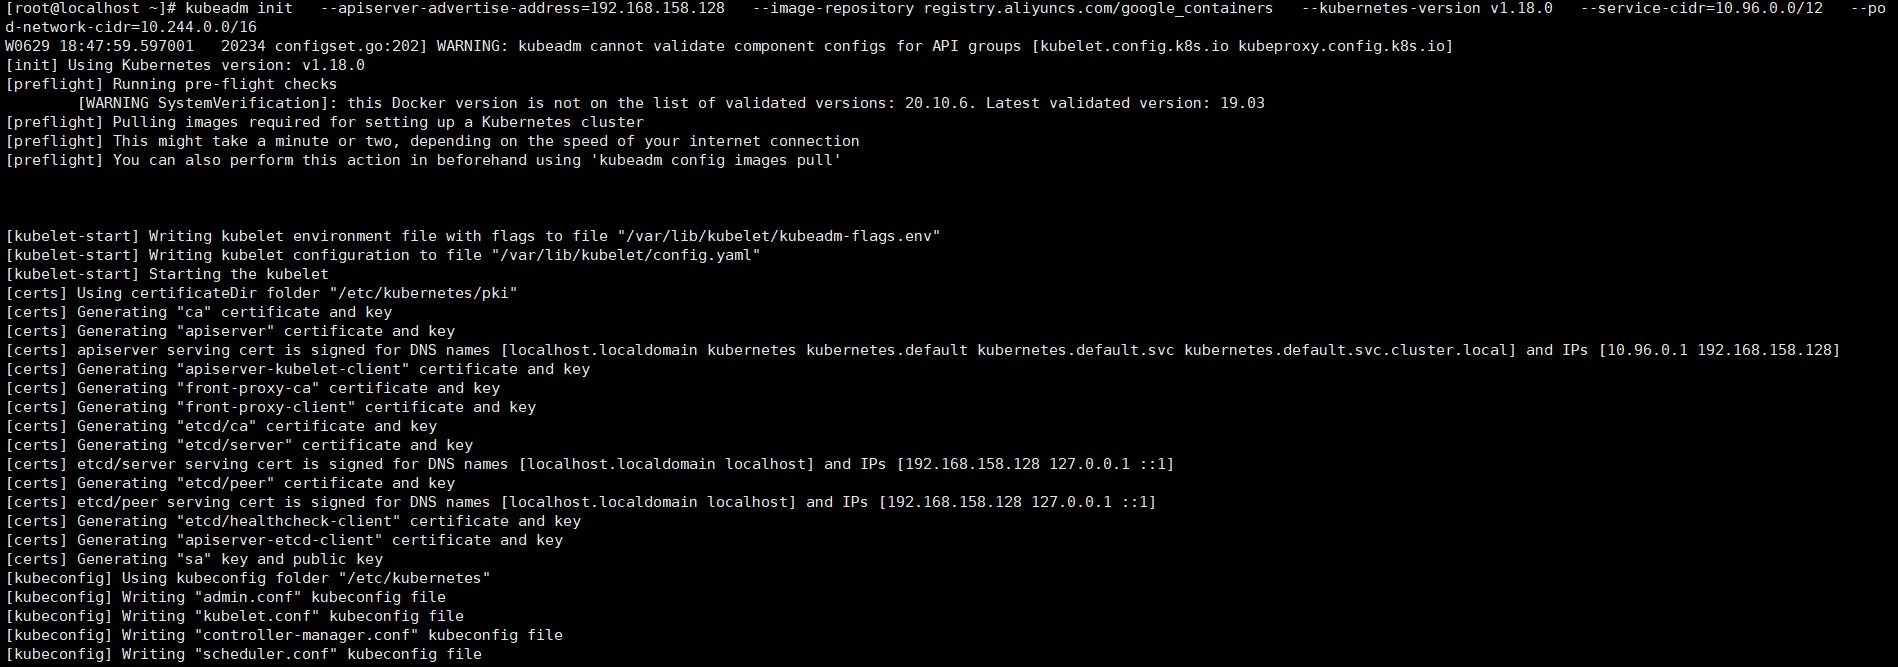 [root@localhost ~]# kubeadm init   --apiserver-advertise-address=192.168.158.128   --image-repository registry.aliyuncs.com/google_containers   --kubernetes-version v1.18.0   --service-cidr=10.96.0.0/12   --po
d-network-cidr=10.244.0.0/16
W0629 18:47:59.597001   20234 configset.go:202] WARNING: kubeadm cannot validate component configs for API groups [kubelet.config.k8s.io kubeproxy.config.k8s.io]
[init] Using Kubernetes version: v1.18.0
[preflight] Running pre-flight checks
        [WARNING SystemVerification]: this Docker version is not on the list of validated versions: 20.10.6. Latest validated version: 19.03
[preflight] Pulling images required for setting up a Kubernetes cluster
[preflight] This might take a minute or two, depending on the speed of your internet connection
[preflight] You can also perform this action in beforehand using 'kubeadm config images pull'
[kubelet-start] Writing kubelet environment file with flags to file "/var/lib/kubelet/kubeadm-flags.env"
[kubelet-start] Writing kubelet configuration to file "/var/lib/kubelet/config.yaml"
[kubelet-start] Starting the kubelet
[certs] Using certificateDir folder "/etc/kubernetes/pki"
[certs] Generating "ca" certificate and key
[certs] Generating "apiserver" certificate and key
[certs] apiserver serving cert is signed for DNS names [localhost.localdomain kubernetes kubernetes.default kubernetes.default.svc kubernetes.default.svc.cluster.local] and IPs [10.96.0.1 192.168.158.128]
[certs] Generating "apiserver-kubelet-client" certificate and key
[certs] Generating "front-proxy-ca" certificate and key
[certs] Generating "front-proxy-client" certificate and key
[certs] Generating "etcd/ca" certificate and key
[certs] Generating "etcd/server" certificate and key
[certs] etcd/server serving cert is signed for DNS names [localhost.localdomain localhost] and IPs [192.168.158.128 127.0.0.1 ::1]
[certs] Generating "etcd/peer" certificate and key
[certs] etcd/peer serving cert is signed for DNS names [localhost.localdomain localhost] and IPs [192.168.158.128 127.0.0.1 ::1]
[certs] Generating "etcd/healthcheck-client" certificate and key
[certs] Generating "apiserver-etcd-client" certificate and key
[certs] Generating "sa" key and public key
[kubeconfig] Using kubeconfig folder "/etc/kubernetes"
[kubeconfig] Writing "admin.conf" kubeconfig file
[kubeconfig] Writing "kubelet.conf" kubeconfig file
[kubeconfig] Writing "controller-manager.conf" kubeconfig file
[kubeconfig] Writing "scheduler.conf" kubeconfig file